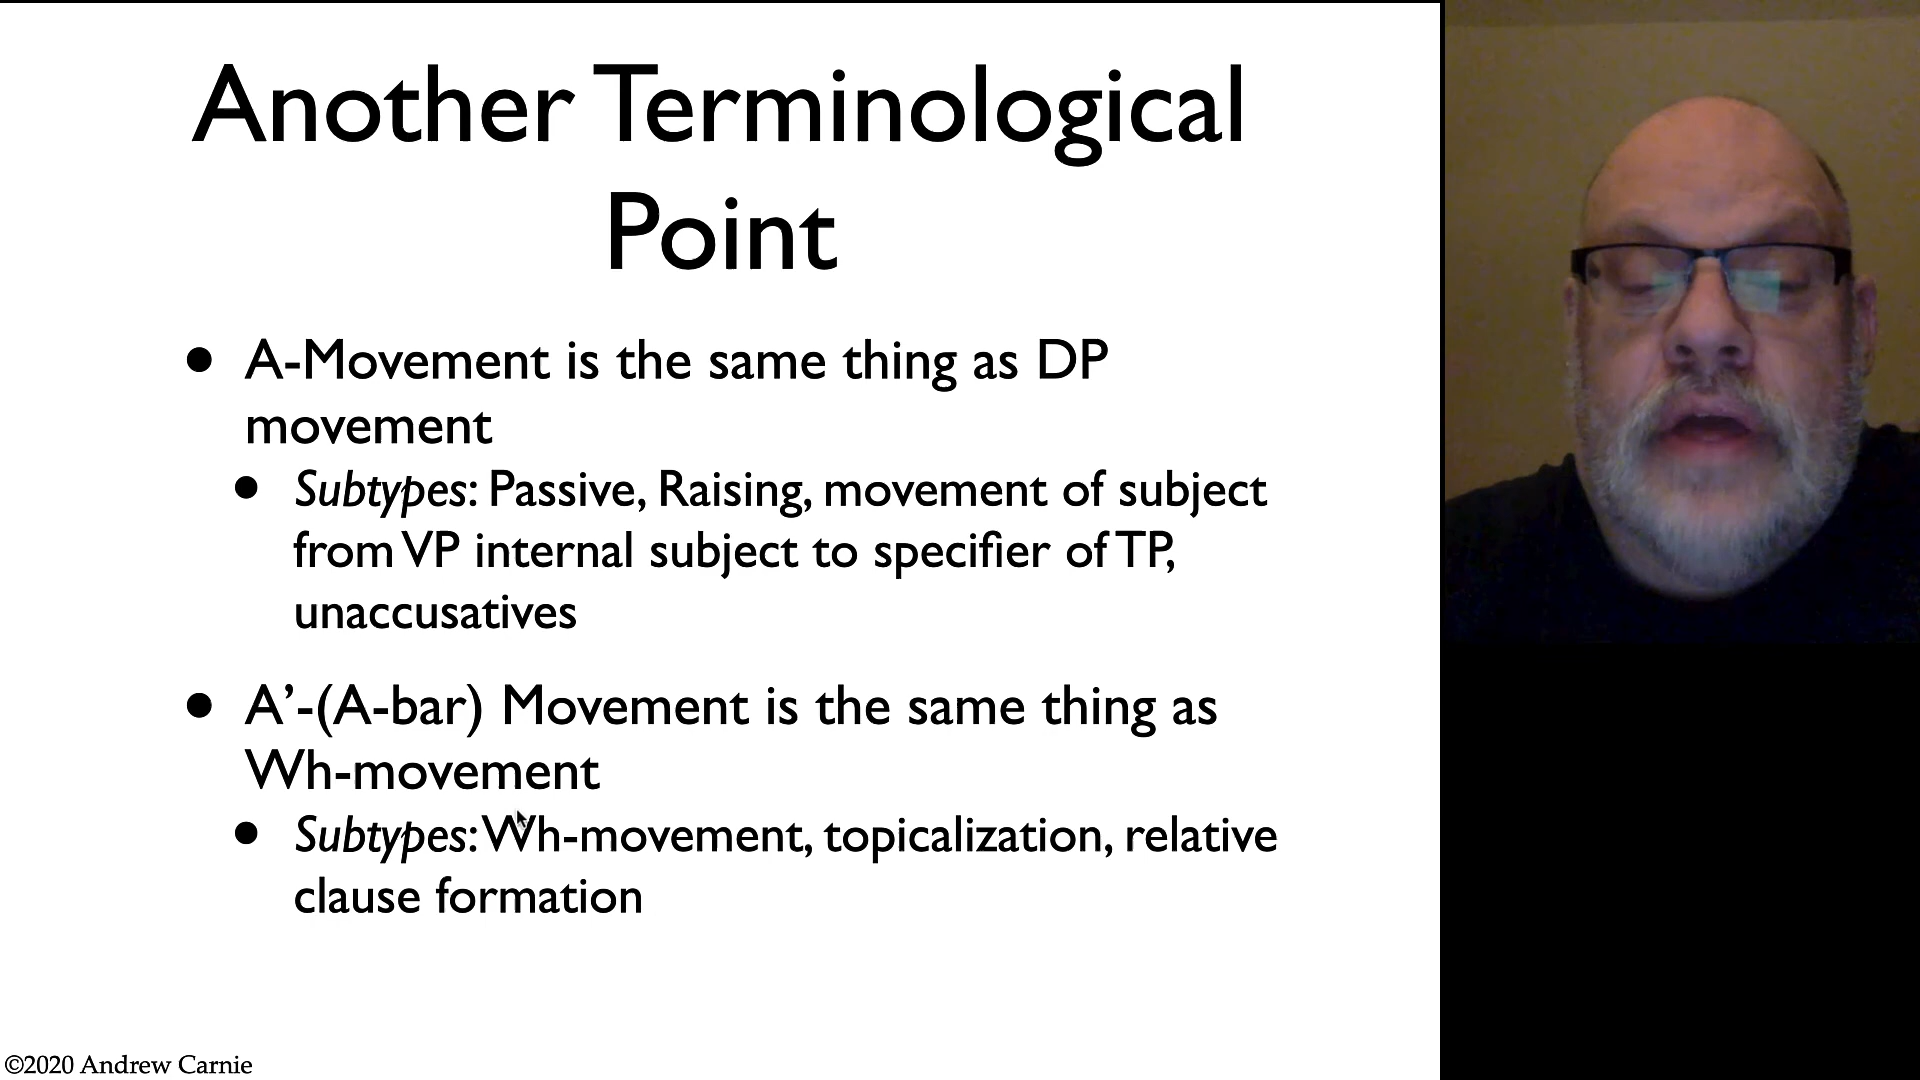 Another Terminological
Point
• A-Movement is the same thing as DP
movement
• Subtypes: Passive, Raising, movement of subject
from VP internal subject to specifier of TP,
unaccusatives
• A’-(A-bar) Movement is the same thing as
Wh-movement
• Subtypes: Wh-movement, topicalization, relative
clause formation
©2020 Andrew Carnie